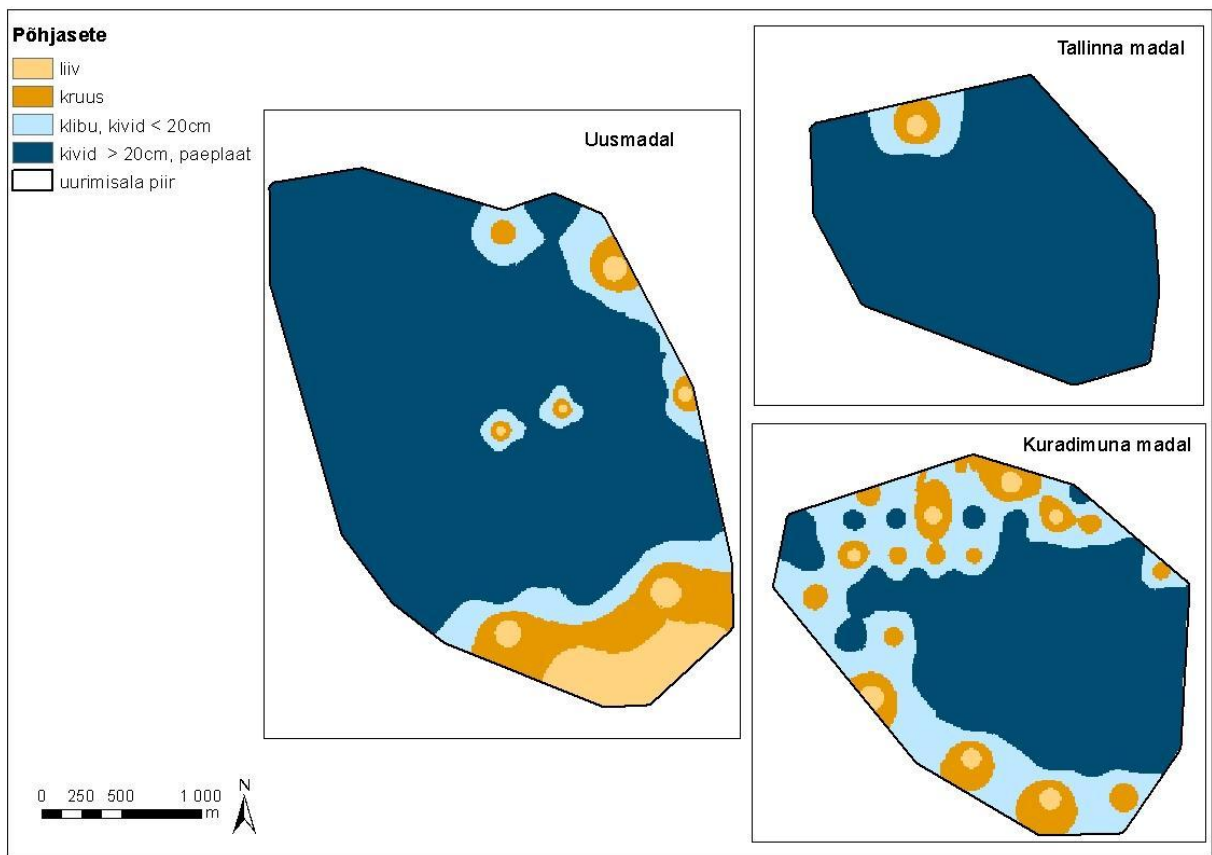 Põhjasete
liiv
kruus
klibu, kivid < 20cm
kivid > 20cm, paeplaat
uurimisala piir
Uusmadal
Tallinna madal
Kuradimuna madal
0 250 500 1 000
m
N